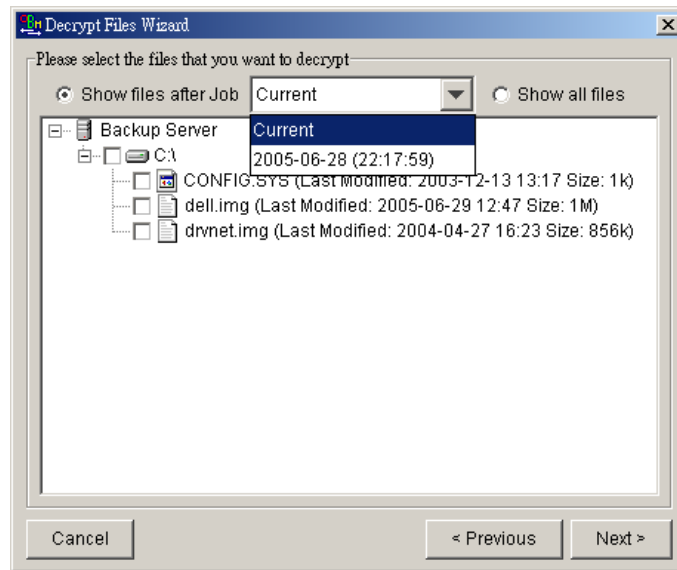 Decrypt Files Wizard
Please select the files that you want to decrypt
Show files after Job Current Show all files
Current
2005-06-28 (22:17:59)
Backup Server
C:\
CONFIG.SYS (Last Modified: 2003-12-13 13:17 Size: 1k)
dell.img (Last Modified: 2005-06-29 12:47 Size: 1M)
drvnet.img (Last Modified: 2004-04-27 16:23 Size: 856k)
Cancel < Previous Next >